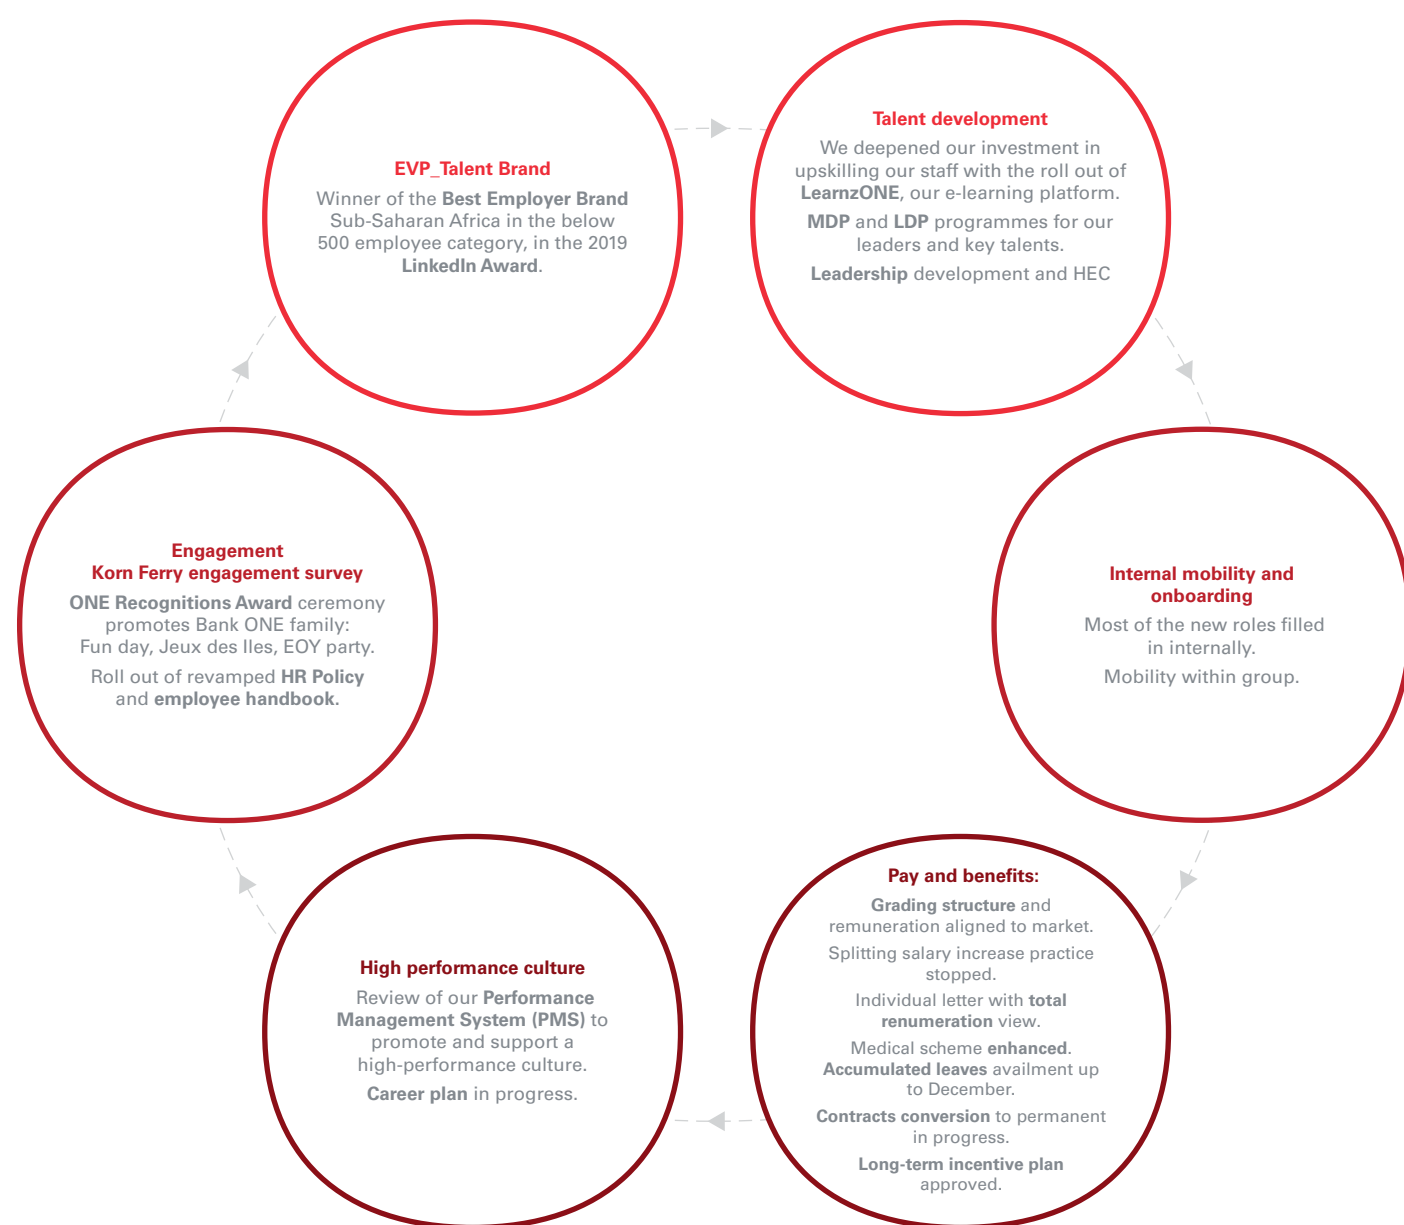 EVP_Talent Brand
Winner of the Best Employer Brand
Sub-Saharan Africa in the below
500 employee category, in the 2019
LinkedIn Award.
Talent development
We deepened our investment in
upskilling our staff with the roll out of
LearnzONE, our e-learning platform.
MDP and LDP programmes for our
leaders and key talents.
Leadership development and HEC
Internal mobility and
onboarding
Most of the new roles filled
in internally.
Mobility within group.
Pay and benefits:
Grading structure and
remuneration aligned to market.
Splitting salary increase practice
stopped.
Individual letter with total
renumeration view.
Medical scheme enhanced.
Accumulated leaves availment up
to December.
Contracts conversion to permanent
in progress.
Long-term incentive plan
approved.
High performance culture
Review of our Performance
Management System (PMS) to
promote and support a
high-performance culture.
Career plan in progress.
Engagement
Korn Ferry engagement survey
ONE Recognitions Award ceremony
promotes Bank ONE family:
Fun day, Jeux des Iles, EOY party.
Roll out of revamped HR Policy
and employee handbook.